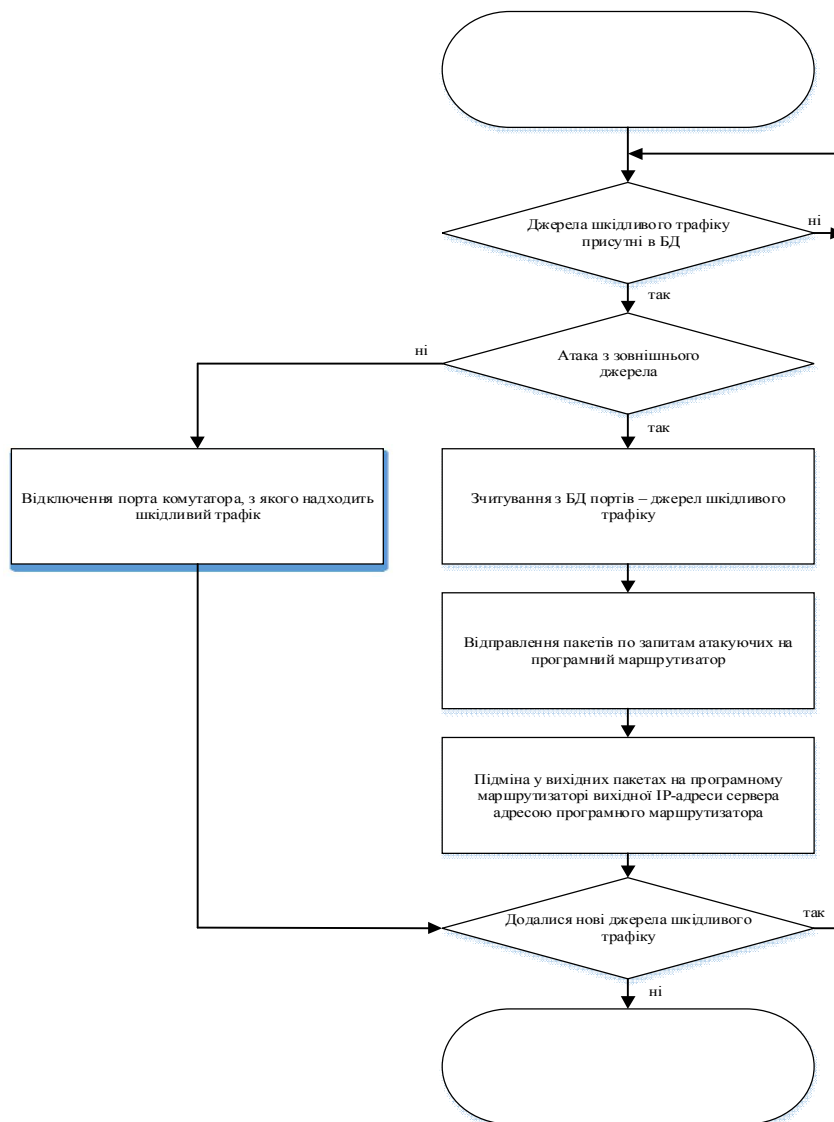 Джерела шкідливого трафіку
присутні в БД
ні
так
Атака з зовнішнього
джерела
ні
так
Відключення порта комутатора, з якого надходить
шкідливий трафік
Зчитування з БД портів – джерел шкідливого
трафіку
Відправлення пакетів по запитам атакуючих на
програмний маршрутизатор
Підміна у вихідних пакетах на програмному
маршрутизаторі вихідної IP-адреси сервера
адресою програмного маршрутизатора
Додалися нові джерела шкідливого
трафіку
так
ні